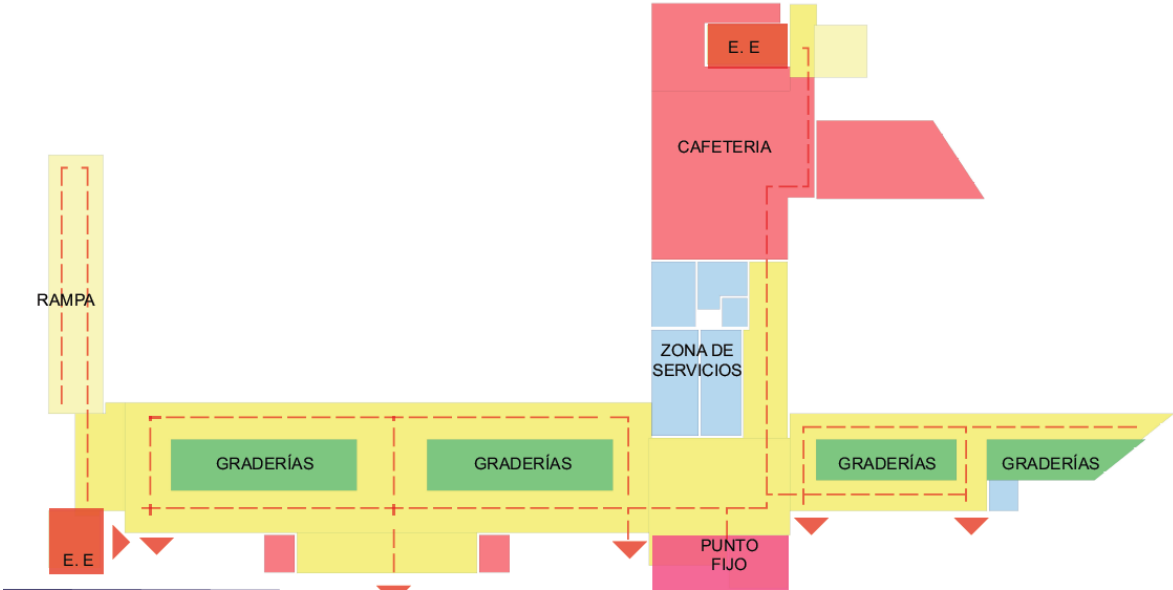 E. E
CAFETERIA
RAMPA
ZONA DE
SERVICIOS
GRADERÍAS
GRADERÍAS
GRADERÍAS
GRADERÍAS
E. E
PUNTO
FIJO